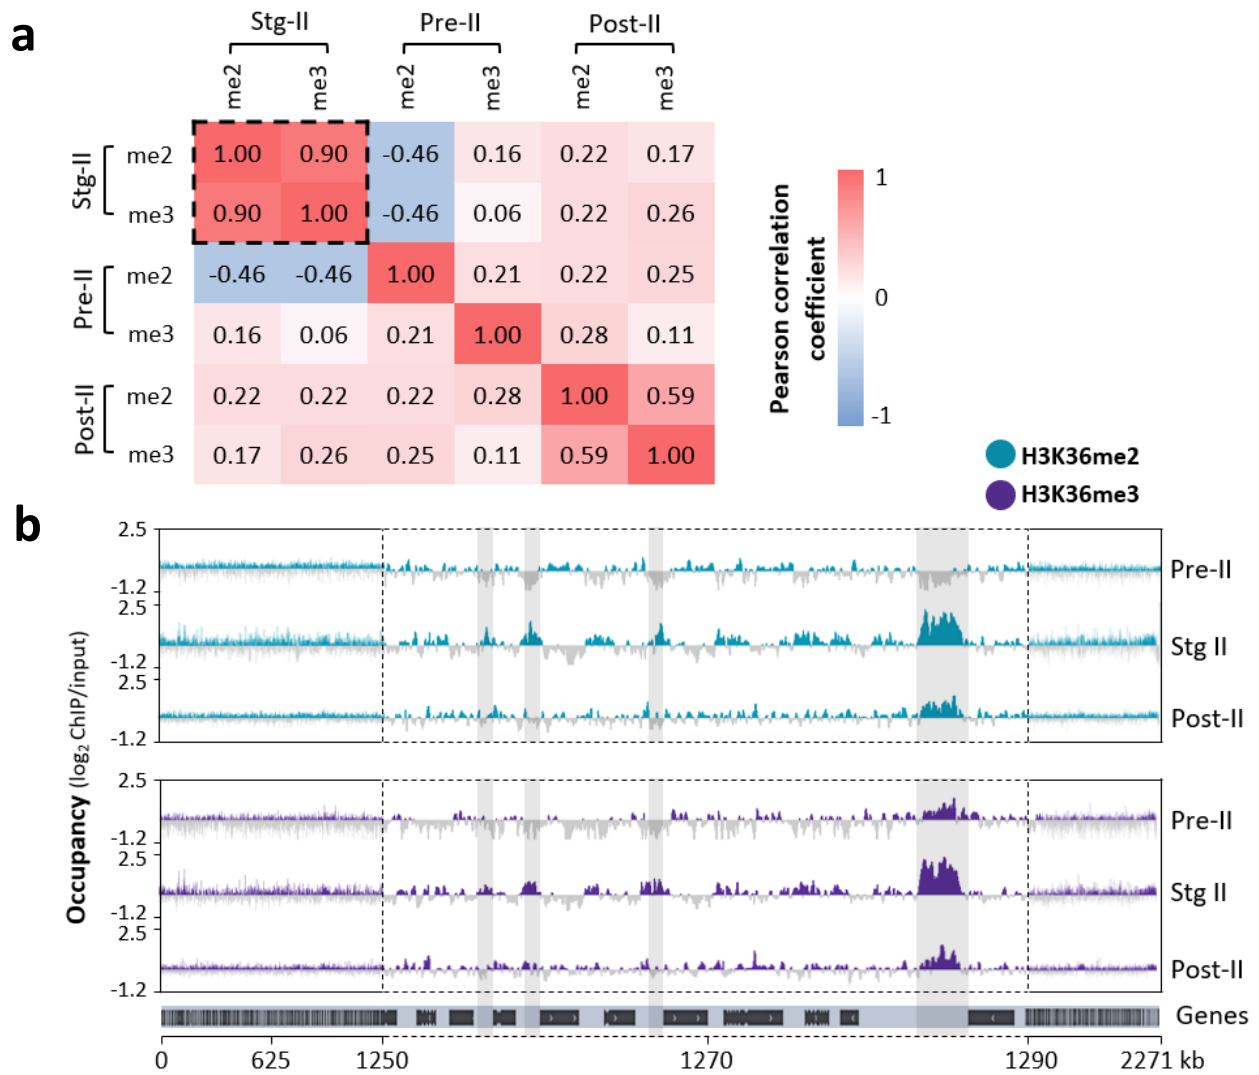 a
Stg-II Pre-II Post-II
me2 me3 me2 me3 me2 me3
Stg-II me2 1.00 0.90 -0.46 0.16 0.22 0.17
me3 0.90 1.00 -0.46 0.06 0.22 0.26
Pre-II me2 -0.46 -0.46 1.00 0.21 0.22 0.25
me3 0.16 0.06 0.21 1.00 0.28 0.11
Post-II me2 0.22 0.22 0.22 0.28 1.00 0.59
me3 0.17 0.26 0.25 0.11 0.59 1.00
Pearson correlation
coefficient
1
0
-1
H3K36me2
H3K36me3
b
Occupancy (log₂ ChIP/input)
2.5
-1.2
Pre-II
2.5
-1.2
Stg II
2.5
-1.2
Post-II
2.5
-1.2
Pre-II
2.5
-1.2
Stg II
2.5
-1.2
Post-II
Genes
0 625 1250 1270 1290 2271 kb